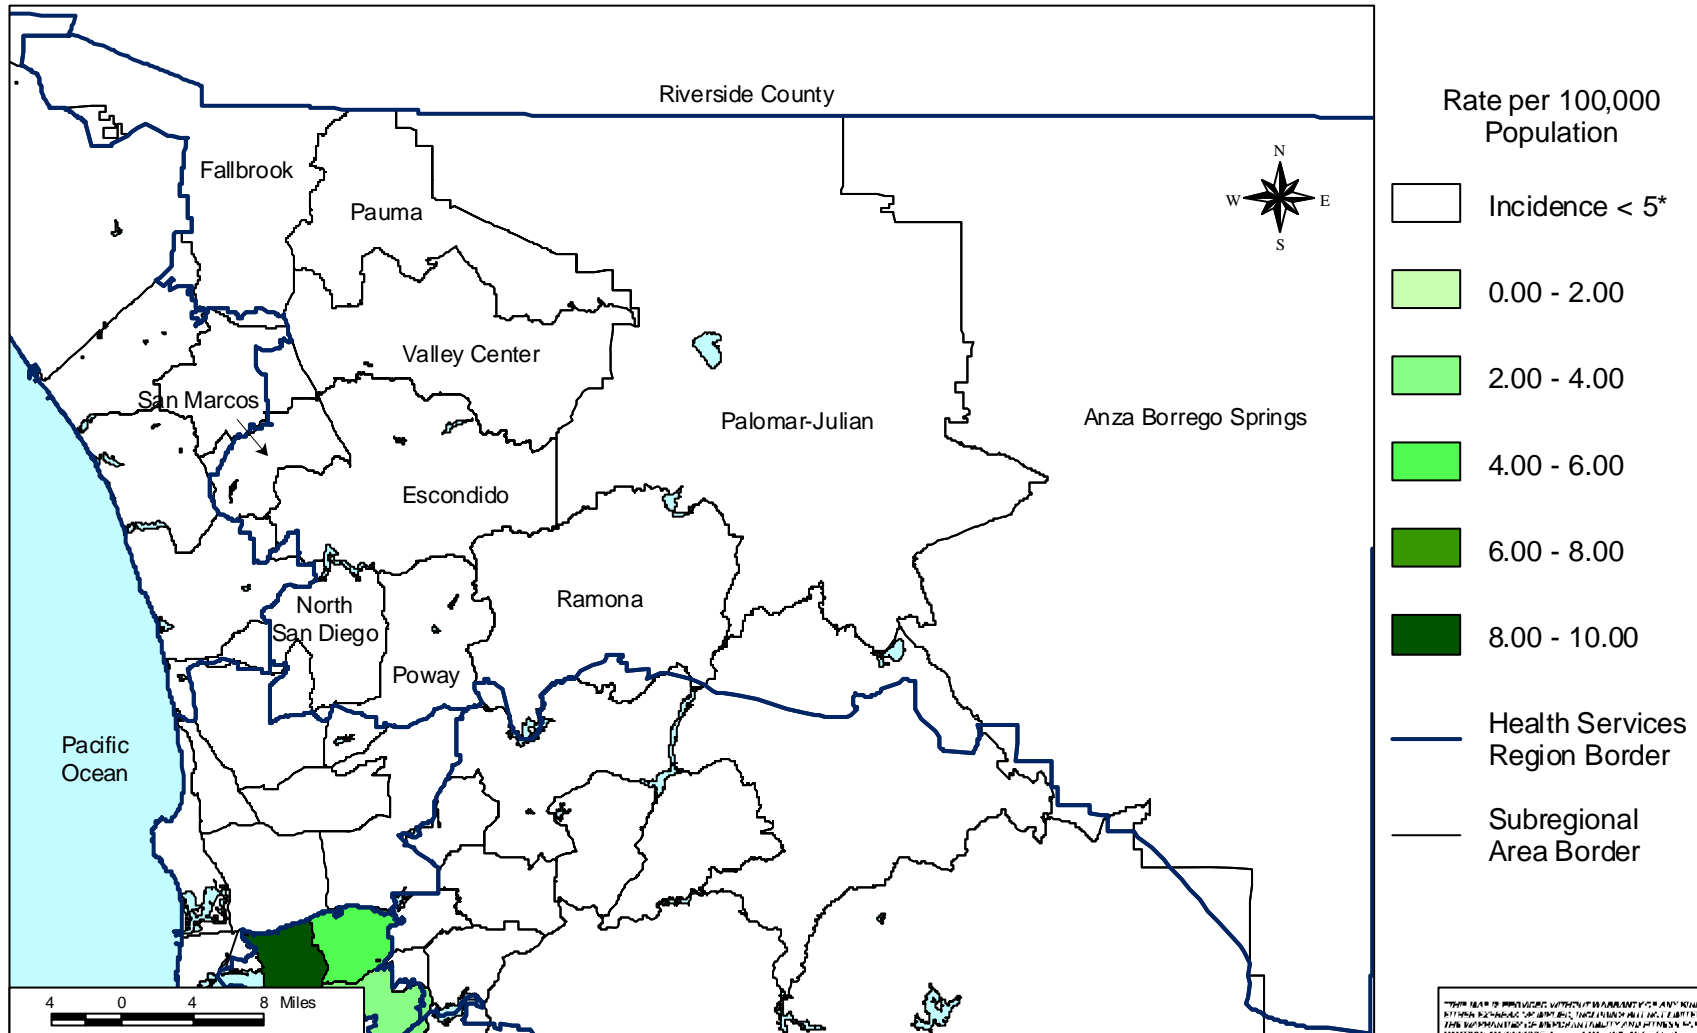 Riverside County
Fallbrook
Pauma
N
W
E
S
Valley Center
San Marcos
Palomar-Julian
Anza Borrego Springs
Escondido
North
San Diego
Ramona
Poway
Pacific
Ocean
4 0 4 8 Miles
Rate per 100,000
Population
Incidence < 5*
0.00 - 2.00
2.00 - 4.00
4.00 - 6.00
6.00 - 8.00
8.00 - 10.00
Health Services
Region Border
Subregional
Area Border